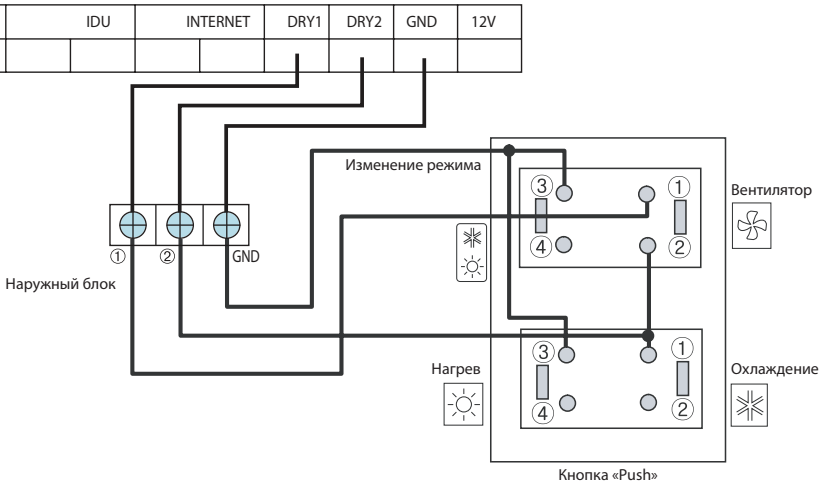 IDU INTERNET DRY1 DRY2 GND 12V
Изменение режима
③ ①
Вентилятор
④ ②
① ② GND
Наружный блок
③ ①
Нагрев
Охлаждение
④ ②
Кнопка «Push»